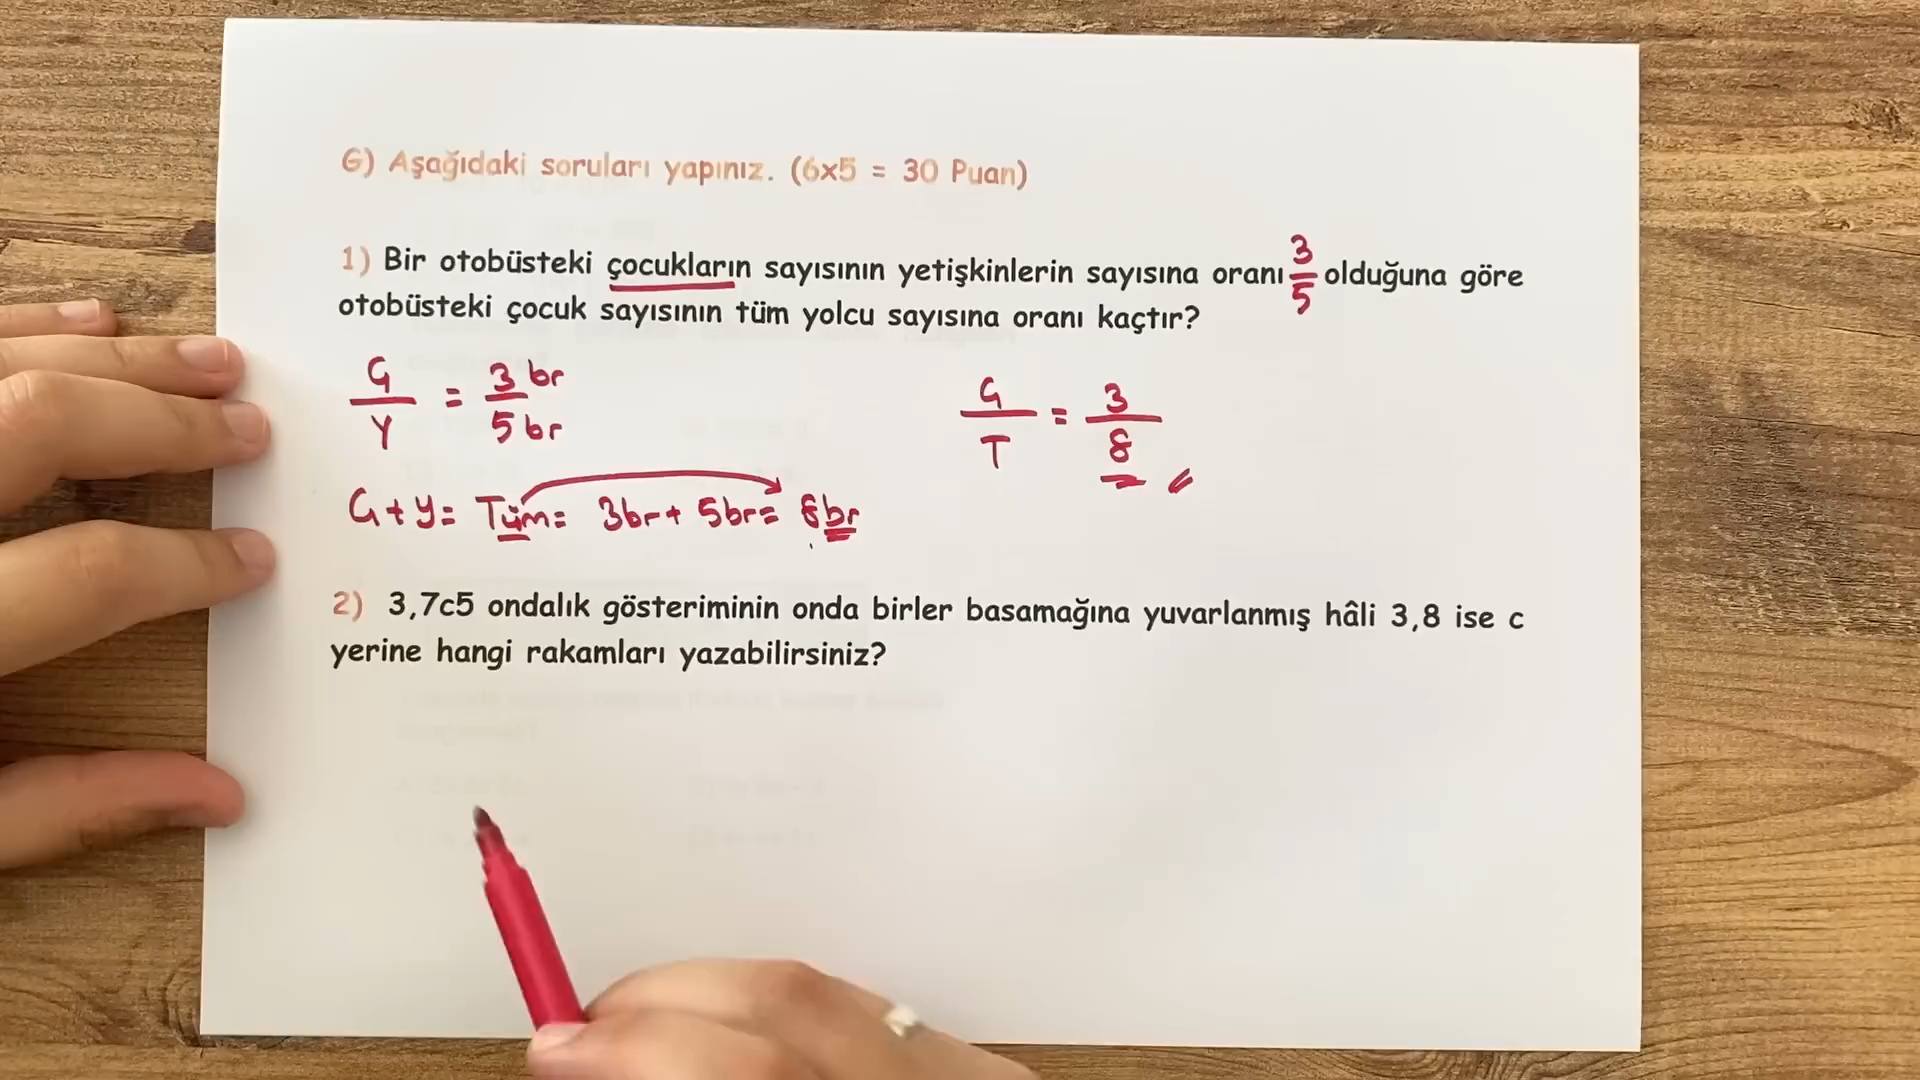 G) Aşağıdaki soruları yapınız. (6x5 = 30 Puan)
1) Bir otobüsteki çocukların sayısının yetişkinlerin sayısına oranı 3/5 olduğuna göre
otobüsteki çocuk sayısının tüm yolcu sayısına oranı kaçtır?
Ç/Y = 3br/5br
Ç/T = 3/8
Ç+Y= Tüm= 3br+ 5br= 8br
2) 3,7c5 ondalık gösteriminin onda birler basamağına yuvarlanmış hâli 3,8 ise c
yerine hangi rakamları yazabilirsiniz?